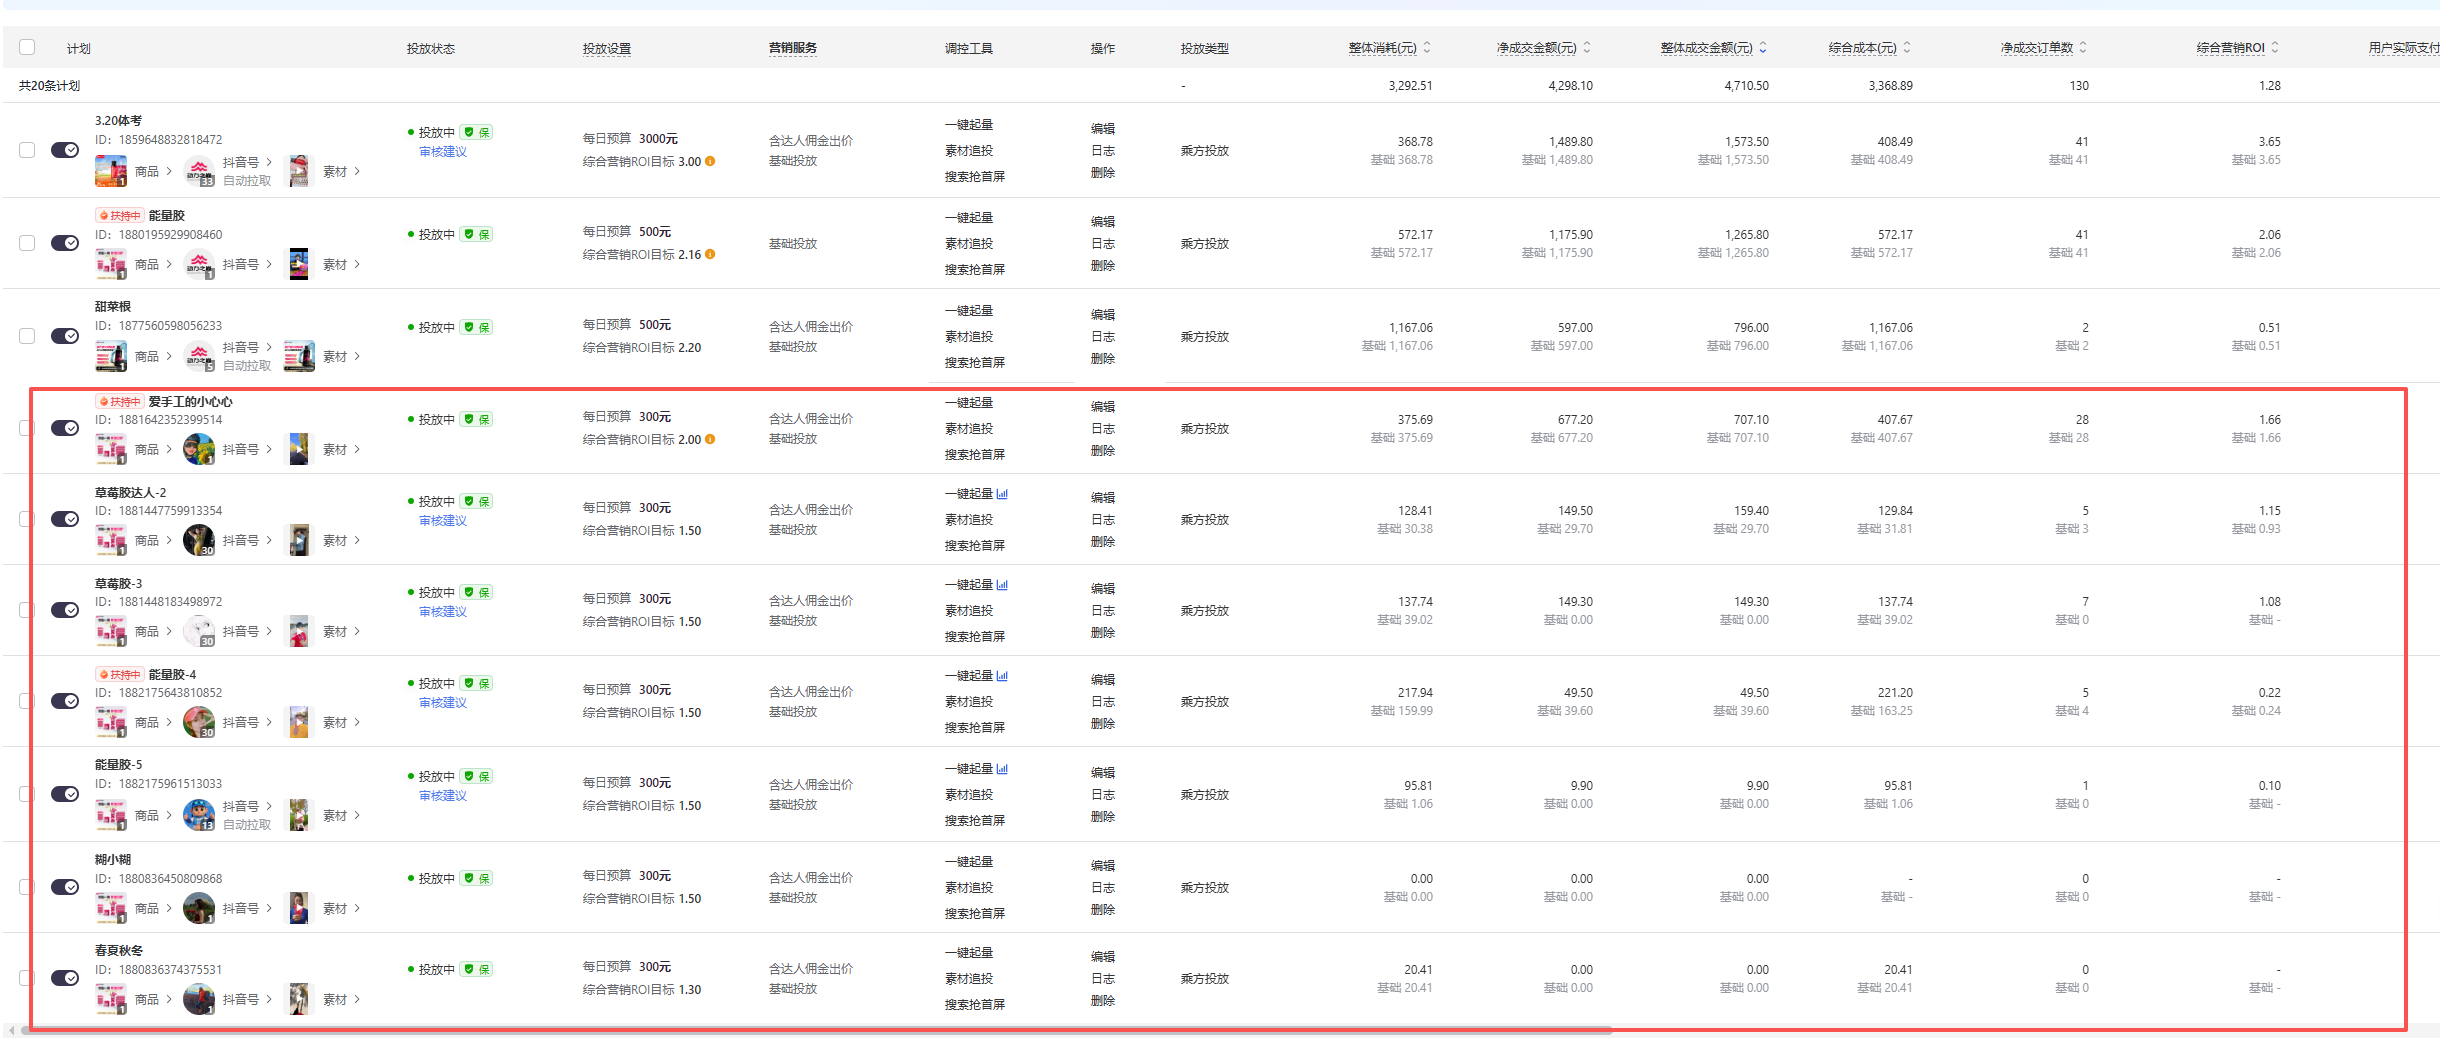 计划 投放状态 投放设置 营销服务 调控工具 操作 投放类型 整体消耗(元) 净成交金额(元) 整体成交金额(元) 综合成本(元) 净成交订单数 综合营销ROI 用户实际支付
共20条计划 - 3,292.51 4,298.10 4,710.50 3,368.89 130 1.28
3.20体考
ID: 1859648832818472
1 商品 33 抖音号 自动拉取 素材
投放中 保
审核建议
每日预算 3000元
综合营销ROI目标 3.00
含达人佣金出价
基础投放
一键起量
素材追投
搜索抢首屏
编辑
日志
删除
乘方投放
368.78 1,489.80 1,573.50 408.49 41 3.65
基础 368.78 基础 1,489.80 基础 1,573.50 基础 408.49 基础 41 基础 3.65
扶持中 能量胶
ID: 1880195929908460
1 商品 1 抖音号 素材
投放中 保
每日预算 500元
综合营销ROI目标 2.16
基础投放
一键起量
素材追投
搜索抢首屏
编辑
日志
删除
乘方投放
572.17 1,175.90 1,265.80 572.17 41 2.06
基础 572.17 基础 1,175.90 基础 1,265.80 基础 572.17 基础 41 基础 2.06
甜菜根
ID: 1877560598056233
1 商品 5 抖音号 自动拉取 素材
投放中 保
每日预算 500元
综合营销ROI目标 2.20
含达人佣金出价
基础投放
一键起量
素材追投
搜索抢首屏
编辑
日志
删除
乘方投放
1,167.06 597.00 796.00 1,167.06 2 0.51
基础 1,167.06 基础 597.00 基础 796.00 基础 1,167.06 基础 2 基础 0.51
扶持中 爱手工的小心心
ID: 1881642352399514
1 商品 1 抖音号 素材
投放中 保
每日预算 300元
综合营销ROI目标 2.00
含达人佣金出价
基础投放
一键起量
素材追投
搜索抢首屏
编辑
日志
删除
乘方投放
375.69 677.20 707.10 407.67 28 1.66
基础 375.69 基础 677.20 基础 707.10 基础 407.67 基础 28 基础 1.66
草莓胶达人-2
ID: 1881447759913354
1 商品 30 抖音号 素材
投放中 保
审核建议
每日预算 300元
综合营销ROI目标 1.50
含达人佣金出价
基础投放
一键起量
素材追投
搜索抢首屏
编辑
日志
删除
乘方投放
128.41 149.50 159.40 129.84 5 1.15
基础 30.38 基础 29.70 基础 29.70 基础 31.81 基础 3 基础 0.93
草莓胶-3
ID: 1881448183498972
1 商品 30 抖音号 素材
投放中 保
审核建议
每日预算 300元
综合营销ROI目标 1.50
含达人佣金出价
基础投放
一键起量
素材追投
搜索抢首屏
编辑
日志
删除
乘方投放
137.74 149.30 149.30 137.74 7 1.08
基础 39.02 基础 0.00 基础 0.00 基础 39.02 基础 0 基础 -
扶持中 能量胶-4
ID: 1882175643810852
1 商品 30 抖音号 素材
投放中 保
审核建议
每日预算 300元
综合营销ROI目标 1.50
含达人佣金出价
基础投放
一键起量
素材追投
搜索抢首屏
编辑
日志
删除
乘方投放
217.94 49.50 49.50 221.20 5 0.22
基础 159.99 基础 39.60 基础 39.60 基础 163.25 基础 4 基础 0.24
能量胶-5
ID: 1882175961513033
1 商品 13 抖音号 自动拉取 素材
投放中 保
审核建议
每日预算 300元
综合营销ROI目标 1.50
含达人佣金出价
基础投放
一键起量
素材追投
搜索抢首屏
编辑
日志
删除
乘方投放
95.81 9.90 9.90 95.81 1 0.10
基础 1.06 基础 0.00 基础 0.00 基础 1.06 基础 0 基础 -
糊小糊
ID: 1880836450809868
1 商品 1 抖音号 素材
投放中 保
每日预算 300元
综合营销ROI目标 1.50
含达人佣金出价
基础投放
一键起量
素材追投
搜索抢首屏
编辑
日志
删除
乘方投放
0.00 0.00 0.00 - 0 -
基础 0.00 基础 0.00 基础 0.00 基础 - 基础 0 基础 -
春夏秋冬
ID: 1880836374375531
1 商品 1 抖音号 素材
投放中 保
每日预算 300元
综合营销ROI目标 1.30
含达人佣金出价
基础投放
一键起量
素材追投
搜索抢首屏
编辑
日志
删除
乘方投放
20.41 0.00 0.00 20.41 0 -
基础 20.41 基础 0.00 基础 0.00 基础 20.41 基础 0 基础 -